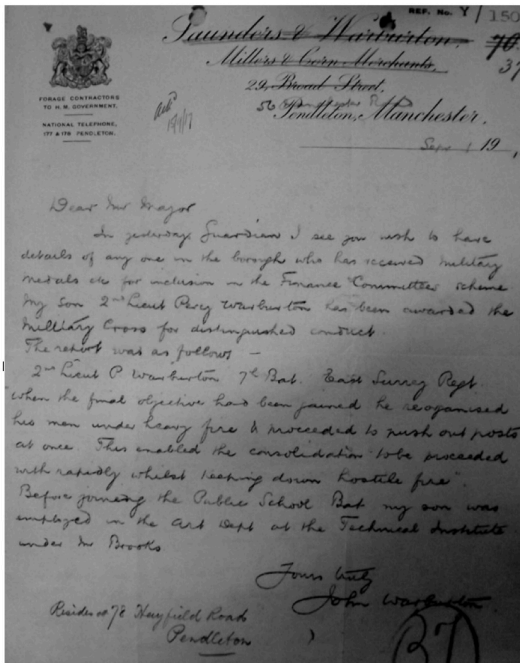 REF. No. Y/150
Saunders & Warburton.
Millers & Corn Merchants
37
29, Broad Street,
56
Pendleton, Manchester.
FORAGE CONTRACTORS
TO H. M. GOVERNMENT.
NATIONAL TELEPHONE,
177 & 178 PENDLETON.
Sept 1 19
Dear Mr Mayor
In yesterdays Guardian I see you wish to have
details of any one in the borough who has received military
medals etc for inclusion in the Finance Committee scheme
My Son 2nd Lieut Percy Warburton has been awarded the
Military Cross for distinguished conduct.
The report was as follows —
2nd Lieut P Warburton 7th Bat. East Surrey Regt.
"When the final objective had been gained he reorganised
his men under heavy fire & proceeded to push out posts
at once. This enabled the consolidation to be proceeded
with rapidly whilst keeping down hostile fire".
Before joining the Public School Bat my son was
employed in the Art Dept at the Technical Institute
under Mr Brooks
Yours truly
John Warburton
Resides at 78 Heyfield Road
Pendleton